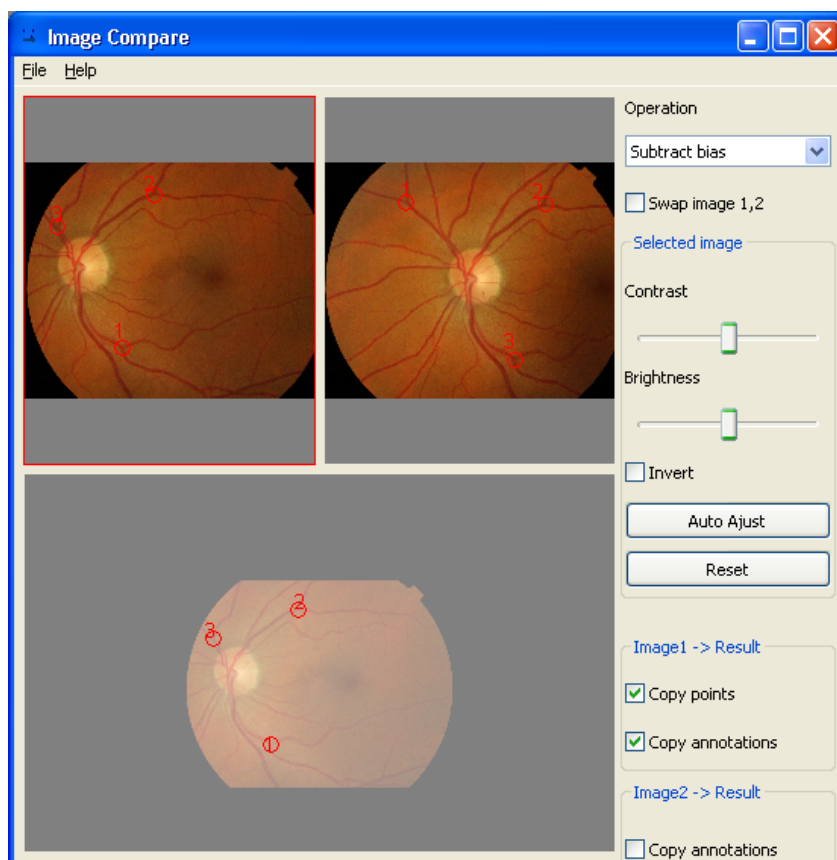 Image Compare
File Help
Operation
Subtract bias
Swap image 1,2
Selected image
Contrast
Brightness
Invert
Auto Ajust
Reset
Image1 -> Result
Copy points
Copy annotations
Image2 -> Result
Copy annotations
2
3
1
1
2
3
2
3
1